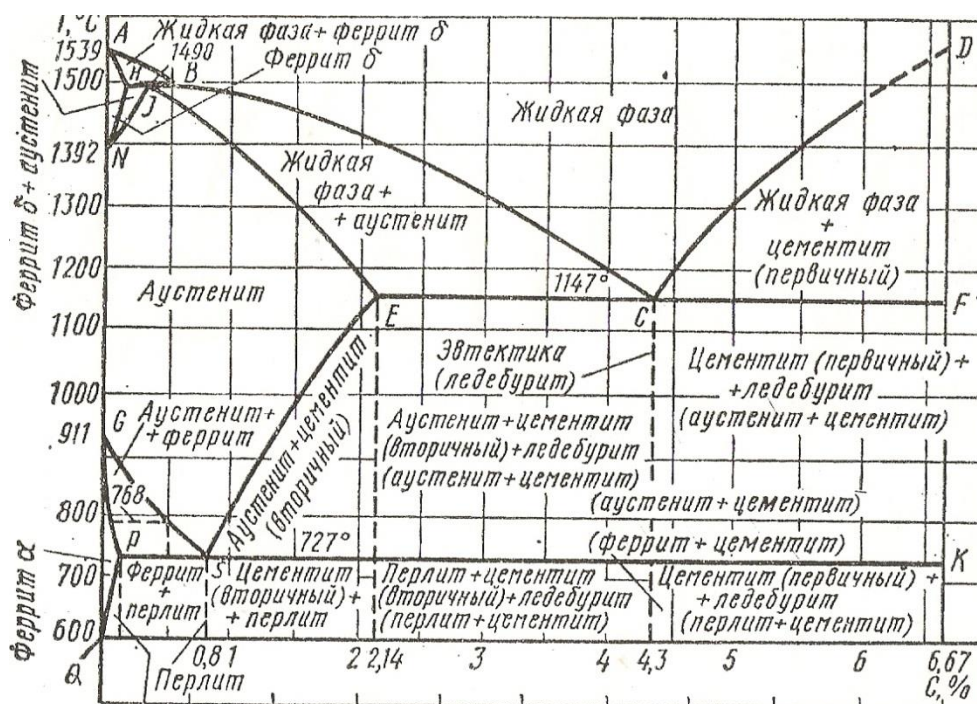 t,°C
A
Жидкая фаза + феррит δ
1490
Феррит δ
D
1539
1500
H
J
B
N
1392
Жидкая фаза
Жидкая
фаза +
+ аустенит
Жидкая фаза
+
цементит
(первичный)
Феррит δ + аустенит
1300
1200
1147°
Аустенит
E
C
F
1100
Эвтектика
(ледебурит)
Цементит (первичный) +
+ ледебурит
(аустенит + цементит)
1000
G
911
Аустенит +
+ феррит
Аустенит + цементит
(вторичный)
Аустенит + цементит
(вторичный) + ледебурит
(аустенит + цементит)
(аустенит + цементит)
768
800
P
727°
(феррит + цементит)
K
S
700
Феррит α
Феррит
+
перлит
Цементит
(вторичный) +
+ перлит
Перлит + цементит
(вторичный) + ледебурит
(перлит + цементит)
Цементит (первичный) +
+ ледебурит
(перлит + цементит)
600
Q
Перлит
0,8 1 2 2,14 3 4 4,3 5 6 6,67
C, %